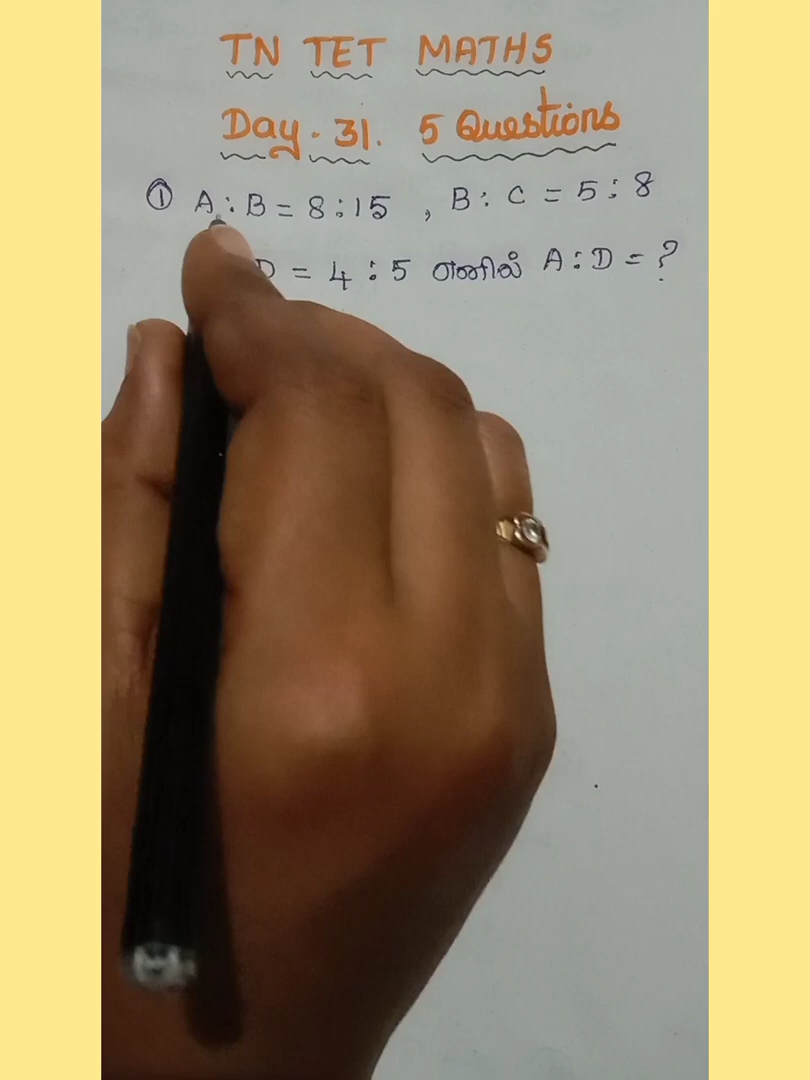 TN TET MATHS
Day. 31. 5 Questions
① A : B = 8 : 15 , B : C = 5 : 8
D = 4 : 5 எனில் A : D = ?